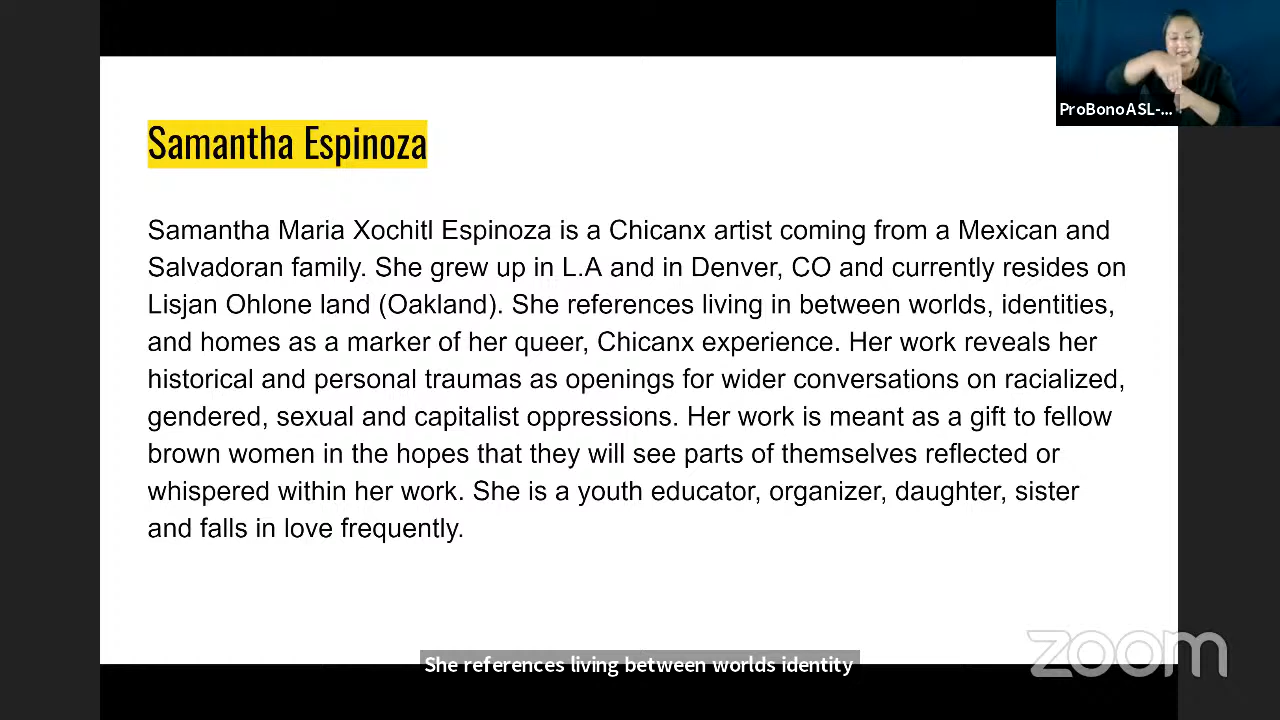 ProBonoASL-...
Samantha Espinoza
Samantha Maria Xochitl Espinoza is a Chicanx artist coming from a Mexican and
Salvadoran family. She grew up in L.A and in Denver, CO and currently resides on
Lisjan Ohlone land (Oakland). She references living in between worlds, identities,
and homes as a marker of her queer, Chicanx experience. Her work reveals her
historical and personal traumas as openings for wider conversations on racialized,
gendered, sexual and capitalist oppressions. Her work is meant as a gift to fellow
brown women in the hopes that they will see parts of themselves reflected or
whispered within her work. She is a youth educator, organizer, daughter, sister
and falls in love frequently.
She references living between worlds identity
zoom